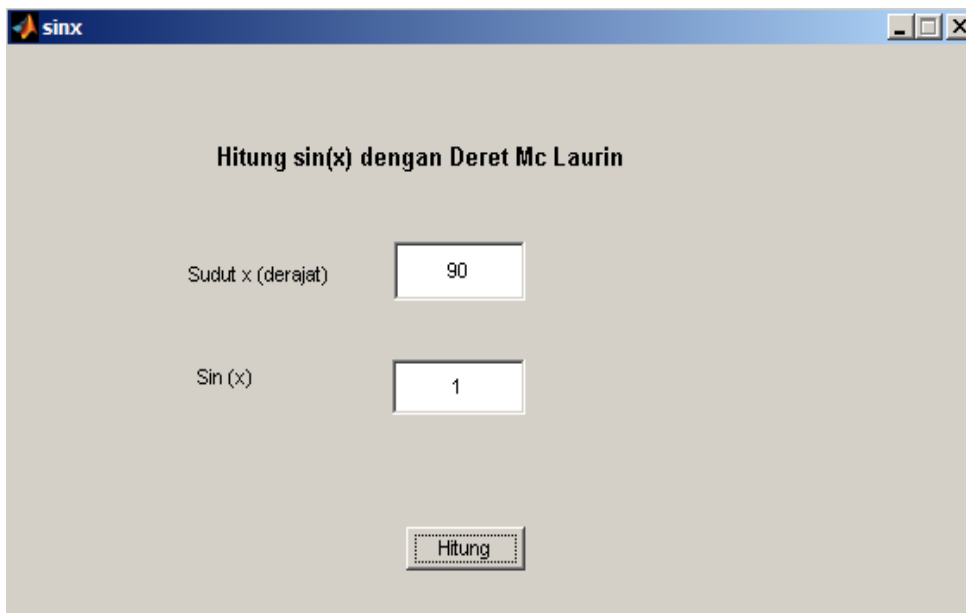 sinx
Hitung sin(x) dengan Deret Mc Laurin
Sudut x (derajat)
90
Sin (x)
1
Hitung